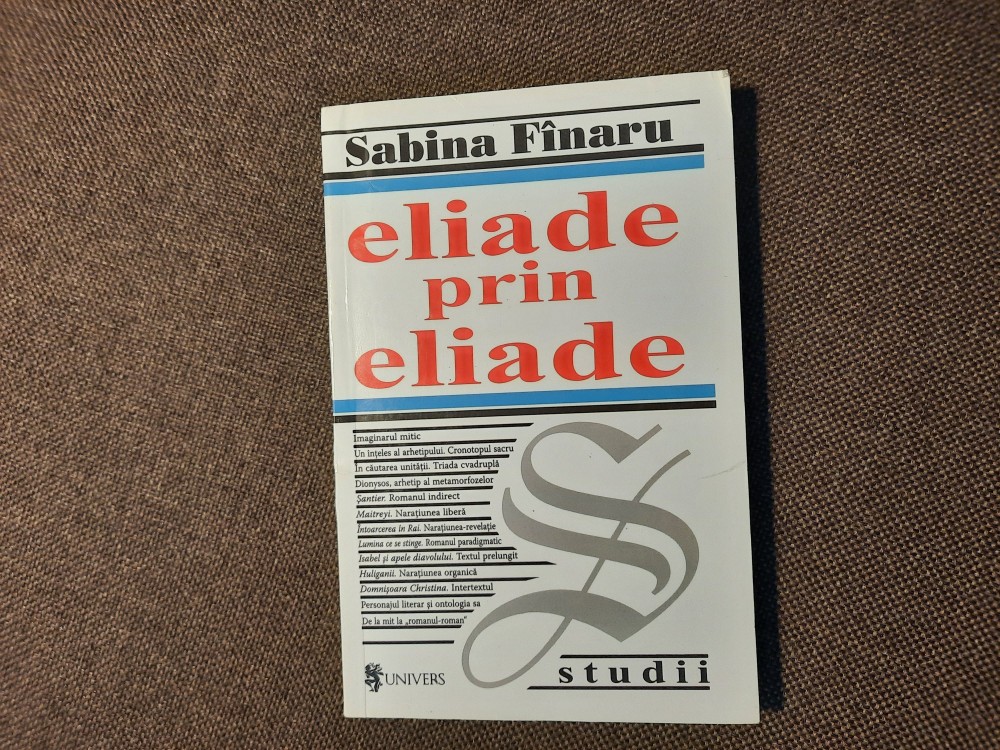 Sabina Fînaru
eliade
prin
eliade
Imaginarul mitic
Un înțeles al arhetipului. Cronotopul sacru
În căutarea unității. Triada cvadruplă
Dionysos, arhetip al metamorfozelor
Șantier. Romanul indirect
Maitreyi. Narațiunea liberă
Întoarcerea în Rai. Narațiunea-revelație
Lumina ce se stinge. Romanul paradigmatic
Isabel și apele diavolului. Textul prelungit
Huliganii. Narațiunea organică
Domnișoara Christina. Intertextul
Personajul literar și ontologia sa
De la mit la „romanul-roman"
S
UNIVERS
studii